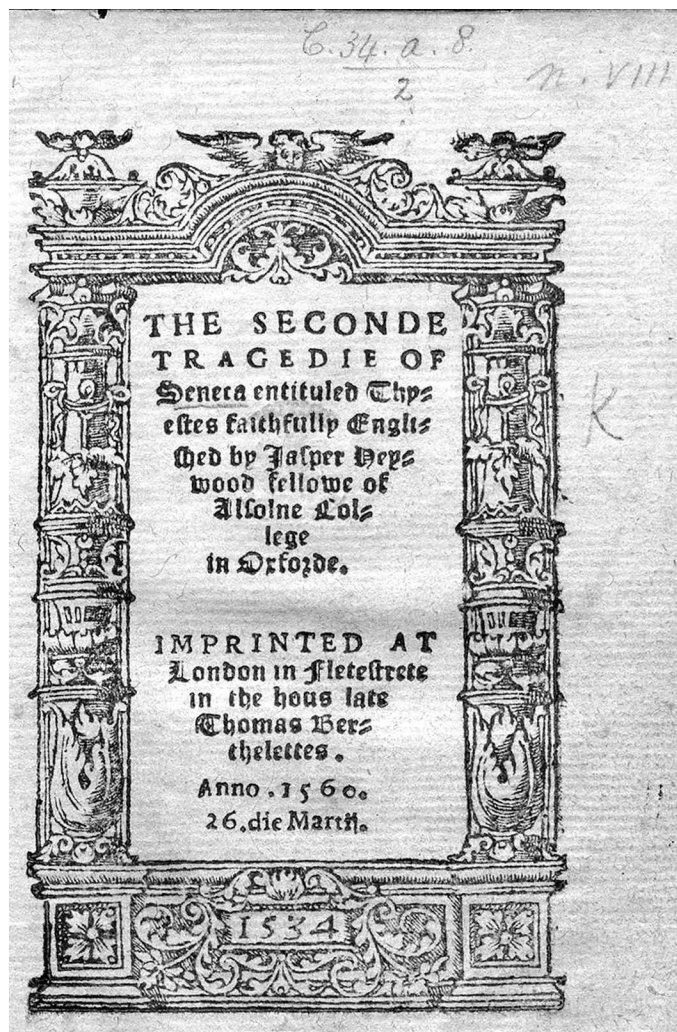 C.34.a.8.
2
n.VIII
THE SECONDE
TRAGEDIE OF
Seneca entituled Thy⸗
eſtes faithfully Engli⸗
ſhed by Jaſper Hey⸗
wood fellowe of
Alſolne Col⸗
lege
in Oxforde.
K
IMPRINTED AT
London in Fleteſtrete
in the hous late
Thomas Ber⸗
thelettes.
Anno.1560.
26.die Martij.
1534